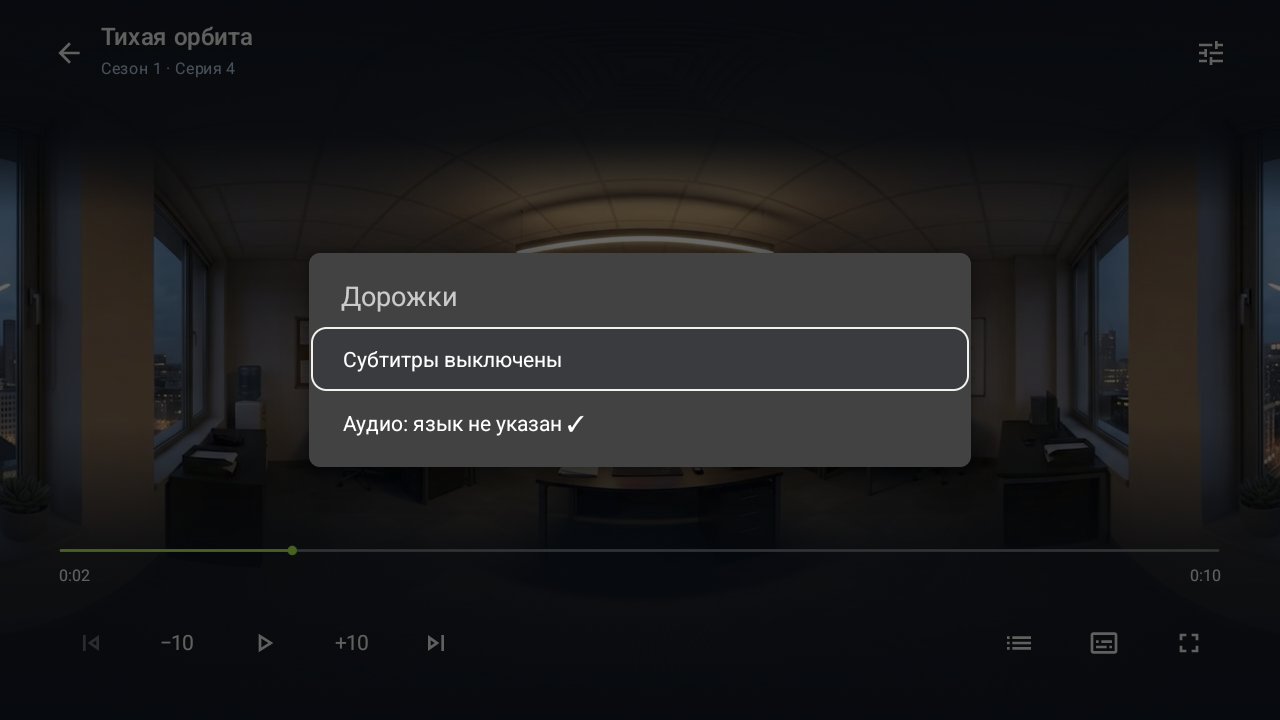 Тихая орбита
Сезон 1 · Серия 4
Дорожки
Субтитры выключены
Аудио: язык не указан ✓
0:02
0:10
−10
+10